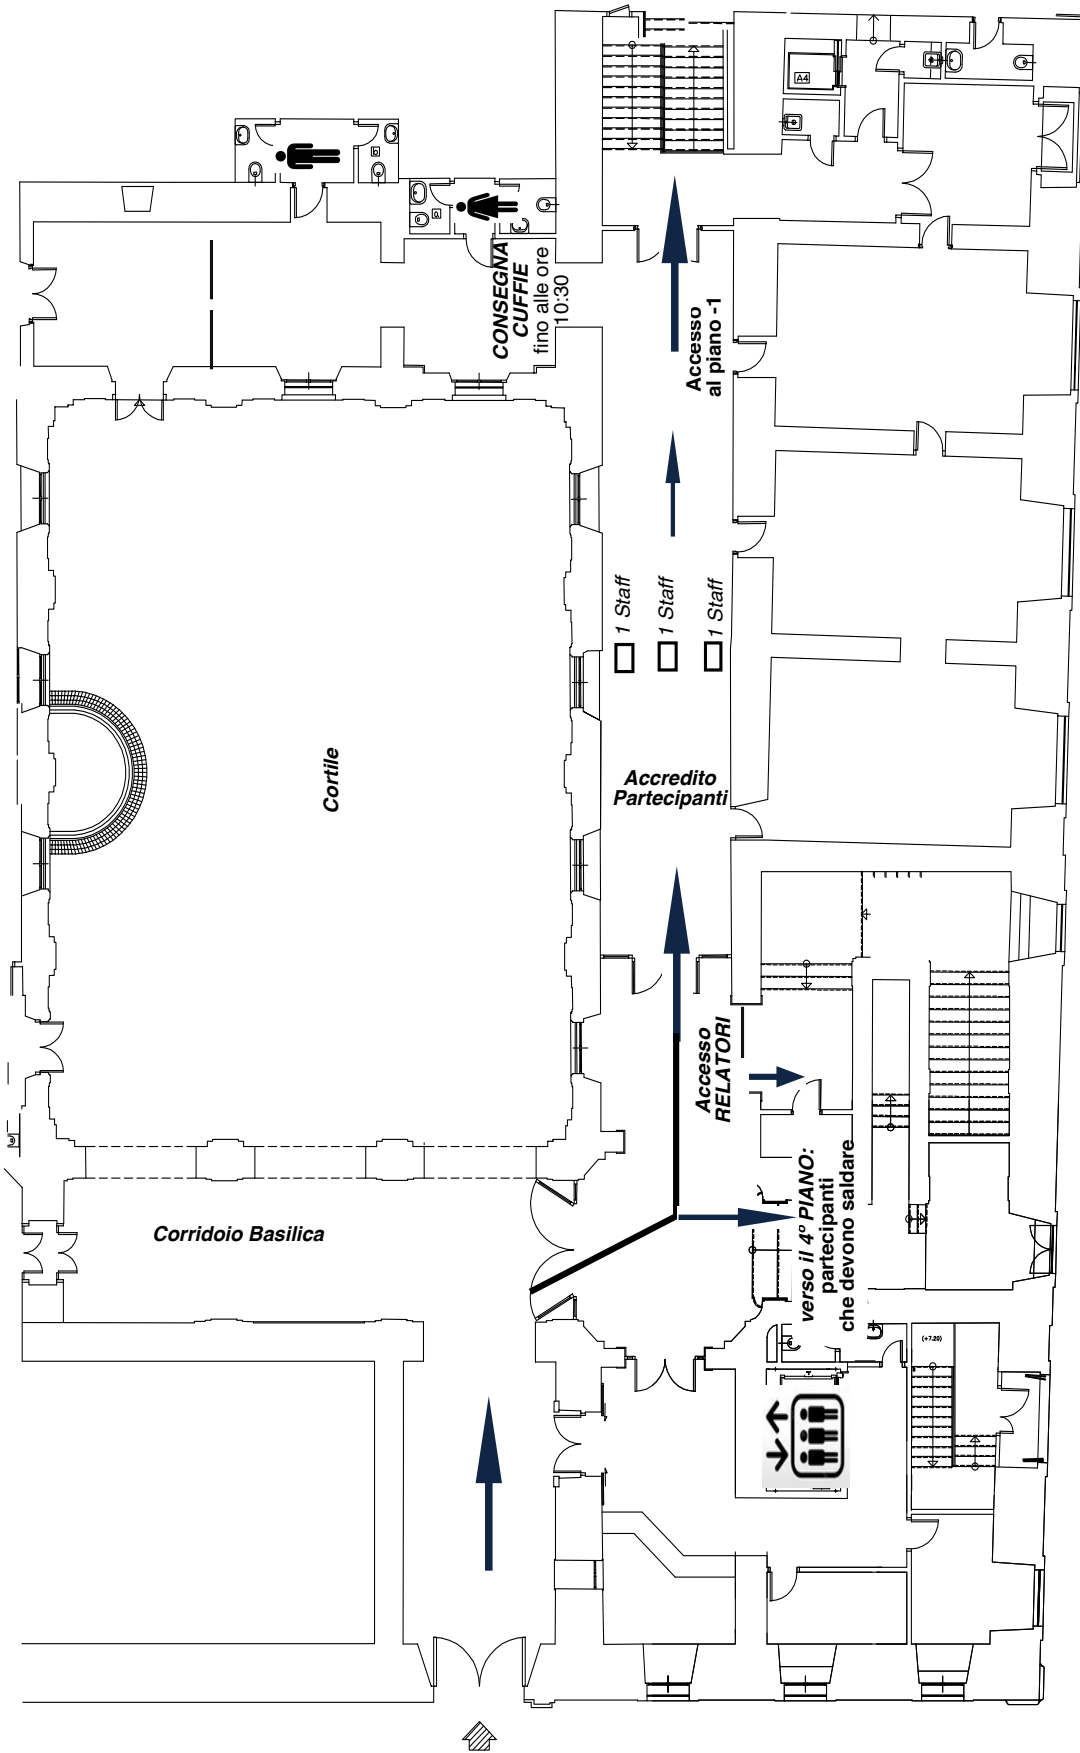 A4
CONSEGNA
CUFFIE
fino alle ore
10:30
Accesso
al piano -1
1 Staff
1 Staff
1 Staff
Cortile
Accredito
Partecipanti
Accesso
RELATORI
Corridoio Basilica
verso il 4º PIANO:
partecipanti
che devono saldare
(+7.20)